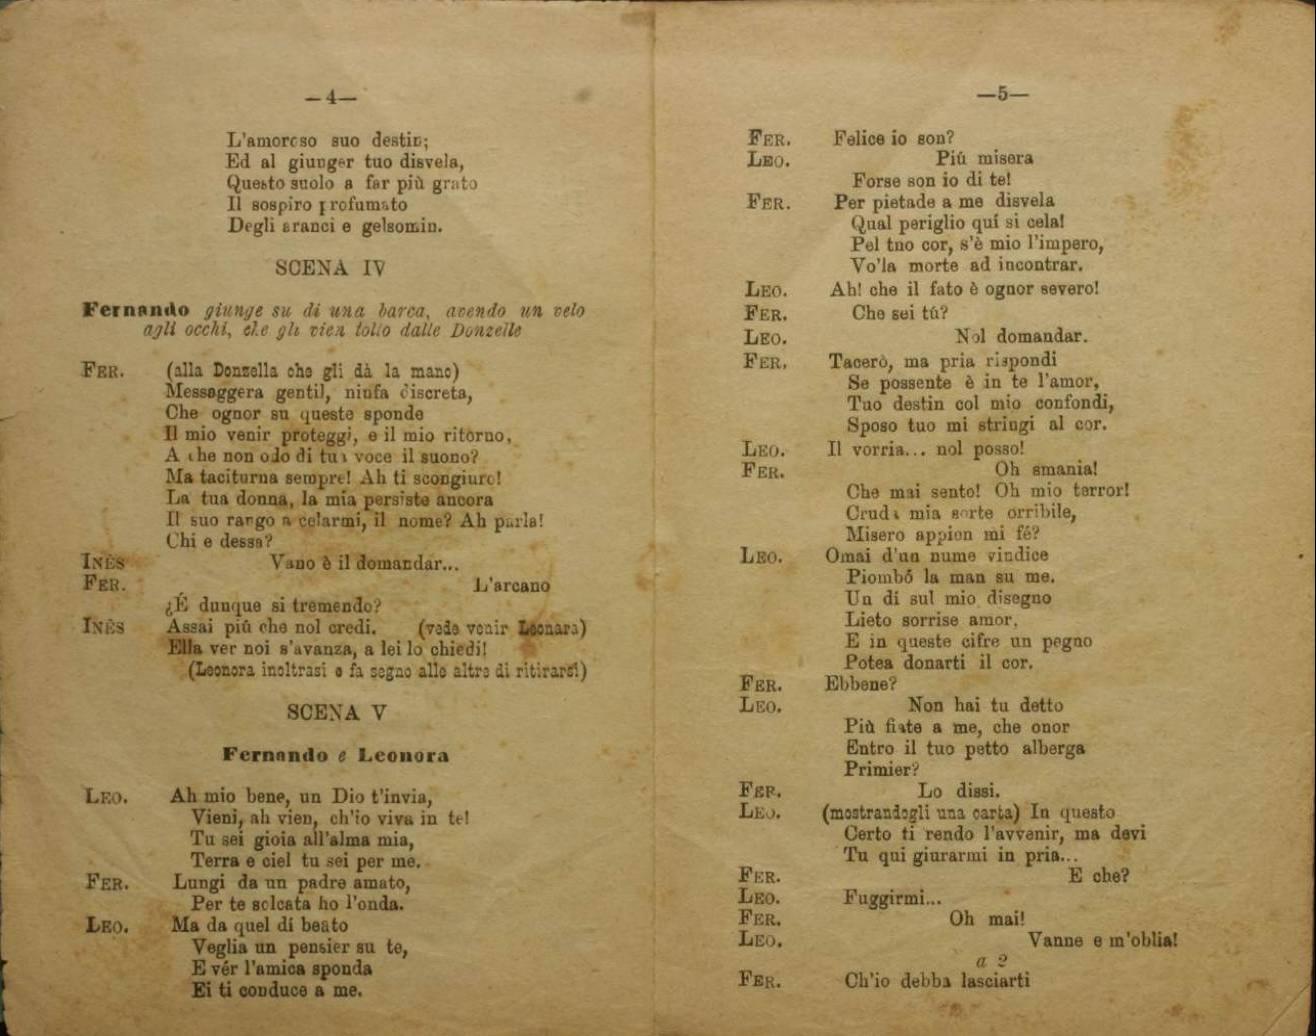 —4—
L'amoroso suo destin;
Ed al giunger tuo disvela,
Questo suolo a far più grato
Il sospiro profumato
Degli aranci e gelsomin.
SCENA IV
Fernando giunge su di una barca, avendo un velo
agli occhi, che gli vien tolto dalle Donzelle
FER. (alla Donzella che gli dà la mano)
Messaggera gentil, ninfa discreta,
Che ognor su queste sponde
Il mio venir proteggi, e il mio ritorno,
A che non odo di tua voce il suono?
Ma taciturna sempre! Ah ti scongiuro!
La tua donna, la mia persiste ancora
Il suo rango a celarmi, il nome? Ah parla!
Chi e dessa?
INÈS Vano è il domandar...
FER. L'arcano
¿É dunque si tremendo?
INÈS Assai più che nol credi. (vede venir Leonara)
Ella ver noi s'avanza, a lei lo chiedi!
(Leonora inoltrasi e fa segno alle altre di ritirarsi)
SCENA V
Fernando e Leonora
LEO. Ah mio bene, un Dio t'invia,
Vieni, ah vien, ch'io viva in te!
Tu sei gioia all'alma mia,
Terra e ciel tu sei per me.
FER. Lungi da un padre amato,
Per te solcata ho l'onda.
LEO. Ma da quel dì beato
Veglia un pensier su te,
E vér l'amica sponda
Ei ti conduce a me.
—5—
FER. Felice io son?
LEO. Piú misera
Forse son io di te!
FER. Per pietade a me disvela
Qual periglio quí si cela!
Pel tuo cor, s'è mio l'impero,
Vo'la morte ad incontrar.
LEO. Ah! che il fato è ognor severo!
FER. Che sei tú?
LEO. Nol domandar.
FER. Tacerò, ma pria rispondi
Se possente è in te l'amor,
Tuo destin col mio confondi,
Sposo tuo mi stringi al cor.
LEO. Il vorria... nol posso!
FER. Oh smania!
Che mai sento! Oh mio terror!
Cruda mia sorte orribile,
Misero appien mi fé?
LEO. Omai d'un nume vindice
Piombó la man su me.
Un di sul mio disegno
Lieto sorrise amor,
E in queste cifre un pegno
Potea donarti il cor.
FER. Ebbene?
LEO. Non hai tu detto
Più fiate a me, che onor
Entro il tuo petto alberga
Primier?
FER. Lo dissi.
LEO. (mostrandogli una carta) In questo
Certo ti rendo l'avvenir, ma devi
Tu qui giurarmi in pria...
FER. E che?
LEO. Fuggirmi...
FER. Oh mai!
LEO. Vanne e m'oblia!
a 2
FER. Ch'io debba lasciarti